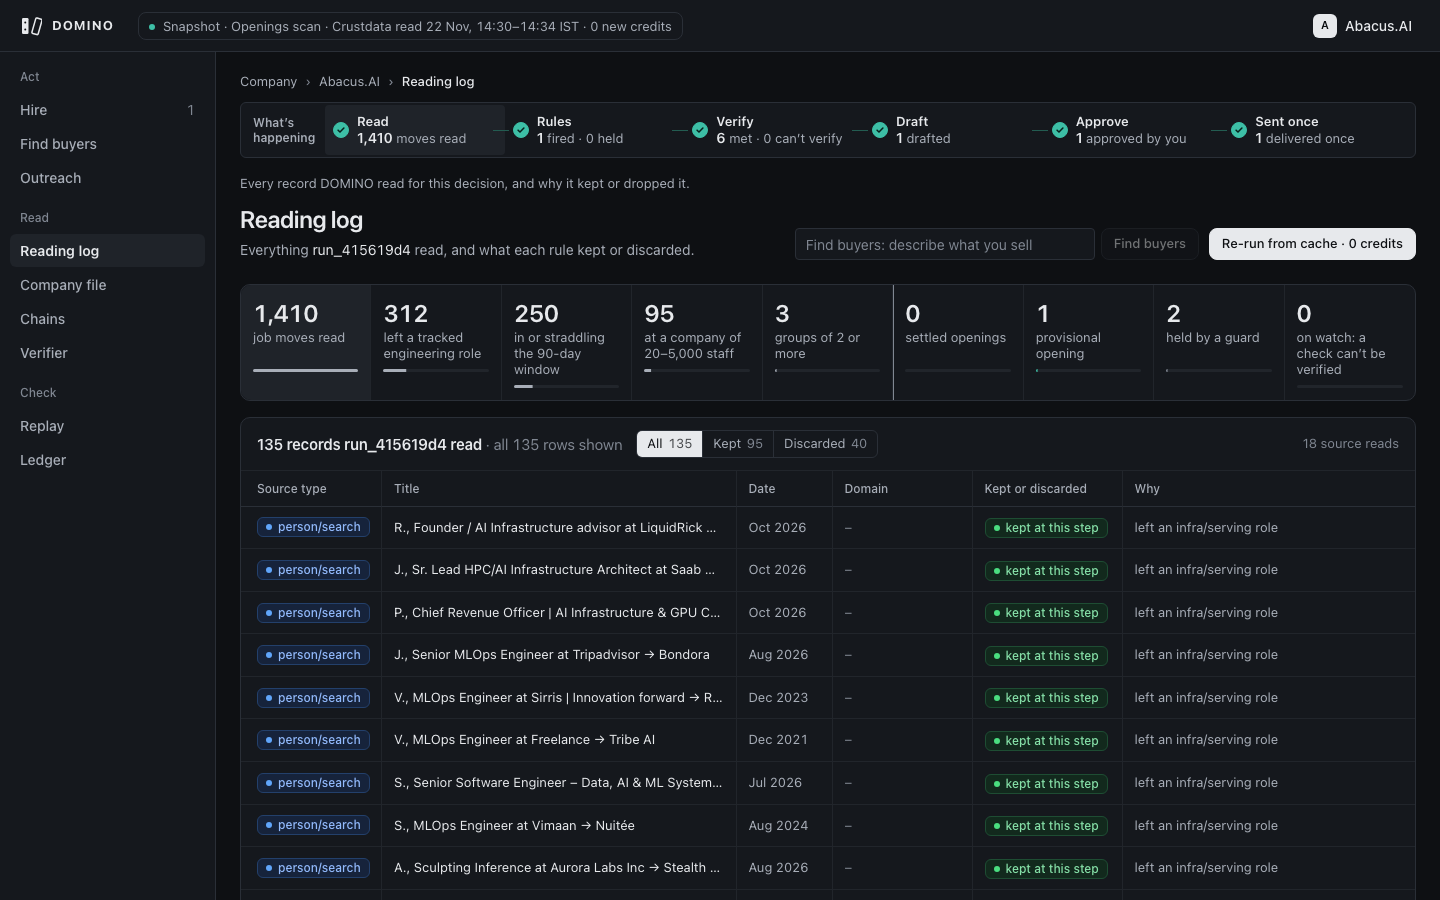 DOMINO
Snapshot · Openings scan · Crustdata read 22 Nov, 14:30–14:34 IST · 0 new credits
A
Abacus.AI
Act
Hire 1
Find buyers
Outreach
Read
Reading log
Company file
Chains
Verifier
Check
Replay
Ledger
Company › Abacus.AI › Reading log
What's happening
Read
1,410 moves read
Rules
1 fired · 0 held
Verify
6 met · 0 can't verify
Draft
1 drafted
Approve
1 approved by you
Sent once
1 delivered once
Every record DOMINO read for this decision, and why it kept or dropped it.
Reading log
Everything run_415619d4 read, and what each rule kept or discarded.
Find buyers: describe what you sell
Find buyers
Re-run from cache · 0 credits
1,410
job moves read
312
left a tracked
engineering role
250
in or straddling
the 90-day
window
95
at a company of
20–5,000 staff
3
groups of 2 or
more
0
settled openings
1
provisional
opening
2
held by a guard
0
on watch: a
check can't be
verified
135 records run_415619d4 read · all 135 rows shown
All 135
Kept 95
Discarded 40
18 source reads
Source type Title Date Domain Kept or discarded Why
person/search R., Founder / AI Infrastructure advisor at LiquidRick ... Oct 2026 – kept at this step left an infra/serving role
person/search J., Sr. Lead HPC/AI Infrastructure Architect at Saab ... Oct 2026 – kept at this step left an infra/serving role
person/search P., Chief Revenue Officer | AI Infrastructure & GPU C... Oct 2026 – kept at this step left an infra/serving role
person/search J., Senior MLOps Engineer at Tripadvisor → Bondora Aug 2026 – kept at this step left an infra/serving role
person/search V., MLOps Engineer at Sirris | Innovation forward → R... Dec 2023 – kept at this step left an infra/serving role
person/search V., MLOps Engineer at Freelance → Tribe AI Dec 2021 – kept at this step left an infra/serving role
person/search S., Senior Software Engineer – Data, AI & ML System... Jul 2026 – kept at this step left an infra/serving role
person/search S., MLOps Engineer at Vimaan → Nuitée Aug 2024 – kept at this step left an infra/serving role
person/search A., Sculpting Inference at Aurora Labs Inc → Stealth ... Aug 2026 – kept at this step left an infra/serving role